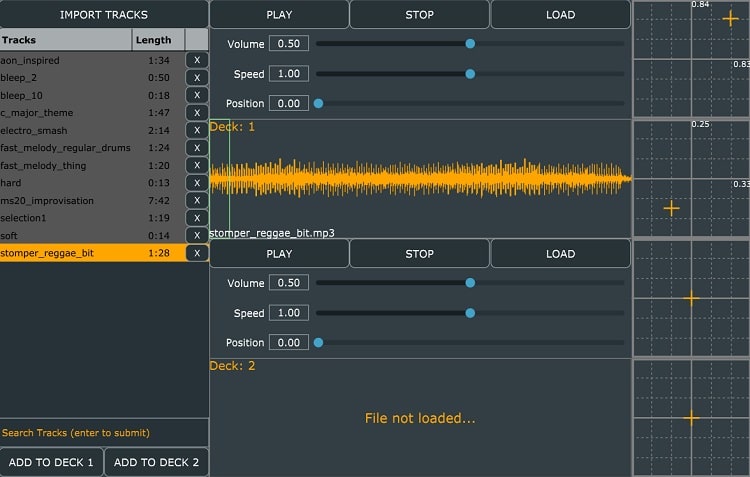 IMPORT TRACKS
Tracks Length
aon_inspired 1:34 X
bleep_2 0:50 X
bleep_10 0:18 X
c_major_theme 1:47 X
electro_smash 2:14 X
fast_melody_regular_drums 1:24 X
fast_melody_thing 1:20 X
hard 0:13 X
ms20_improvisation 7:42 X
selection1 1:19 X
soft 0:14 X
stomper_reggae_bit 1:28 X
Search Tracks (enter to submit)
ADD TO DECK 1 ADD TO DECK 2
PLAY STOP LOAD
Volume 0.50
Speed 1.00
Position 0.00
Deck: 1
stomper_reggae_bit.mp3
PLAY STOP LOAD
Volume 0.50
Speed 1.00
Position 0.00
Deck: 2
File not loaded...
0.84
0.83
0.25
0.33